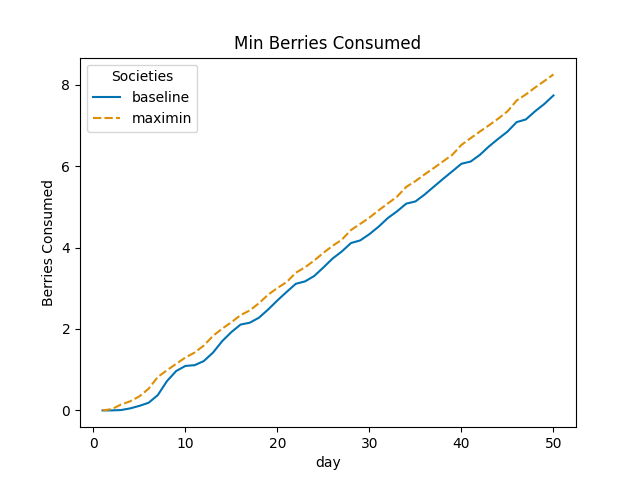 Min Berries Consumed
Societies
baseline
maximin
Berries Consumed
8
6
4
2
0
0 10 20 30 40 50
day